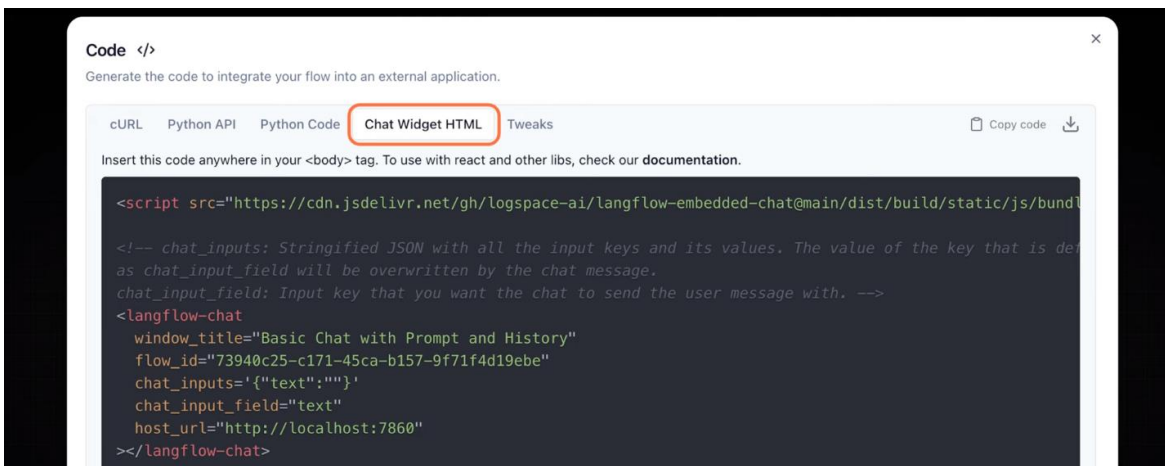 Code </>
Generate the code to integrate your flow into an external application.
cURL Python API Python Code Chat Widget HTML Tweaks Copy code
Insert this code anywhere in your <body> tag. To use with react and other libs, check our documentation.
<script src="https://cdn.jsdelivr.net/gh/logspace-ai/langflow-embedded-chat@main/dist/build/static/js/bundl
<!-- chat_inputs: Stringified JSON with all the input keys and its values. The value of the key that is def
as chat_input_field will be overwritten by the chat message.
chat_input_field: Input key that you want the chat to send the user message with. -->
<langflow-chat
window_title="Basic Chat with Prompt and History"
flow_id="73940c25-c171-45ca-b157-9f71f4d19ebe"
chat_inputs='{"text":""}'
chat_input_field="text"
host_url="http://localhost:7860"
></langflow-chat>